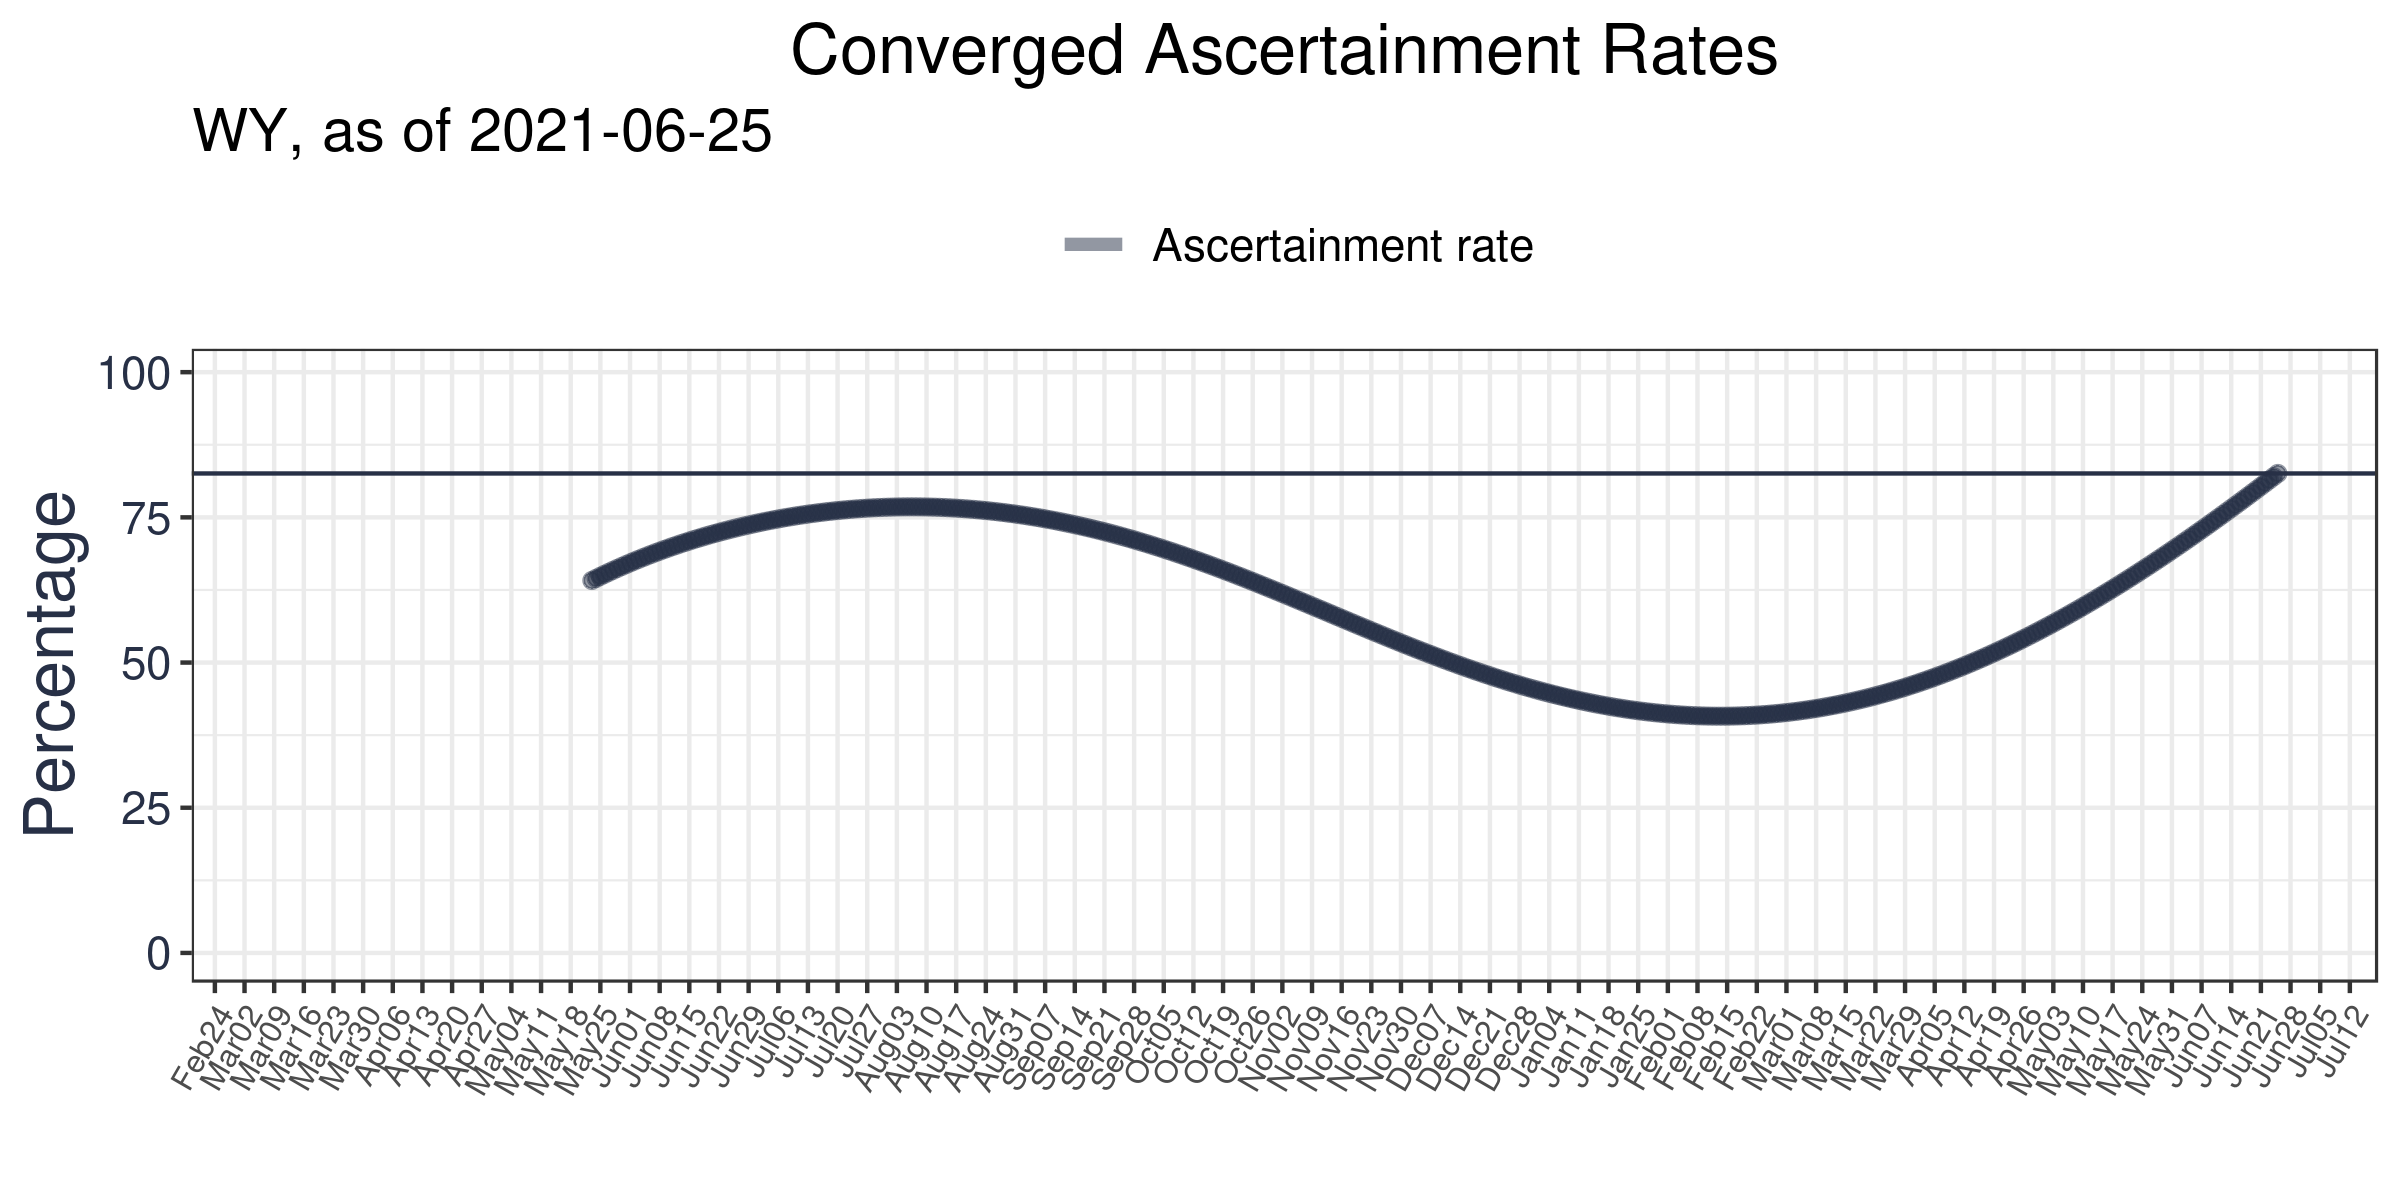 Converged Ascertainment Rates
WY, as of 2021-06-25
Ascertainment rate
Percentage
100
75
50
25
0
Feb24 Mar02 Mar09 Mar16 Mar23 Mar30 Apr06 Apr13 Apr20 Apr27 May04 May11 May18 May25 Jun01 Jun08 Jun15 Jun22 Jun29 Jul06 Jul13 Jul20 Jul27 Aug03 Aug10 Aug17 Aug24 Aug31 Sep07 Sep14 Sep21 Sep28 Oct05 Oct12 Oct19 Oct26 Nov02 Nov09 Nov16 Nov23 Nov30 Dec07 Dec14 Dec21 Dec28 Jan04 Jan11 Jan18 Jan25 Feb01 Feb08 Feb15 Feb22 Mar01 Mar08 Mar15 Mar22 Mar29 Apr05 Apr12 Apr19 Apr26 May03 May10 May17 May24 May31 Jun07 Jun14 Jun21 Jun28 Jul05 Jul12